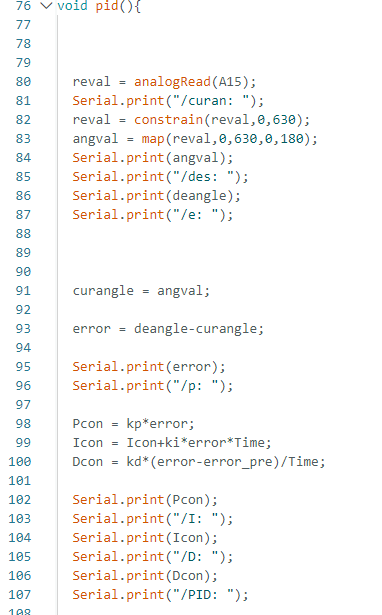 76 void pid(){
77
78
79
80 reval = analogRead(A15);
81 Serial.print("/curan: ");
82 reval = constrain(reval,0,630);
83 angval = map(reval,0,630,0,180);
84 Serial.print(angval);
85 Serial.print("/des: ");
86 Serial.print(deangle);
87 Serial.print("/e: ");
88
89
90
91 curangle = angval;
92
93 error = deangle-curangle;
94
95 Serial.print(error);
96 Serial.print("/p: ");
97
98 Pcon = kp*error;
99 Icon = Icon+ki*error*Time;
100 Dcon = kd*(error-error_pre)/Time;
101
102 Serial.print(Pcon);
103 Serial.print("/I: ");
104 Serial.print(Icon);
105 Serial.print("/D: ");
106 Serial.print(Dcon);
107 Serial.print("/PID: ");
108